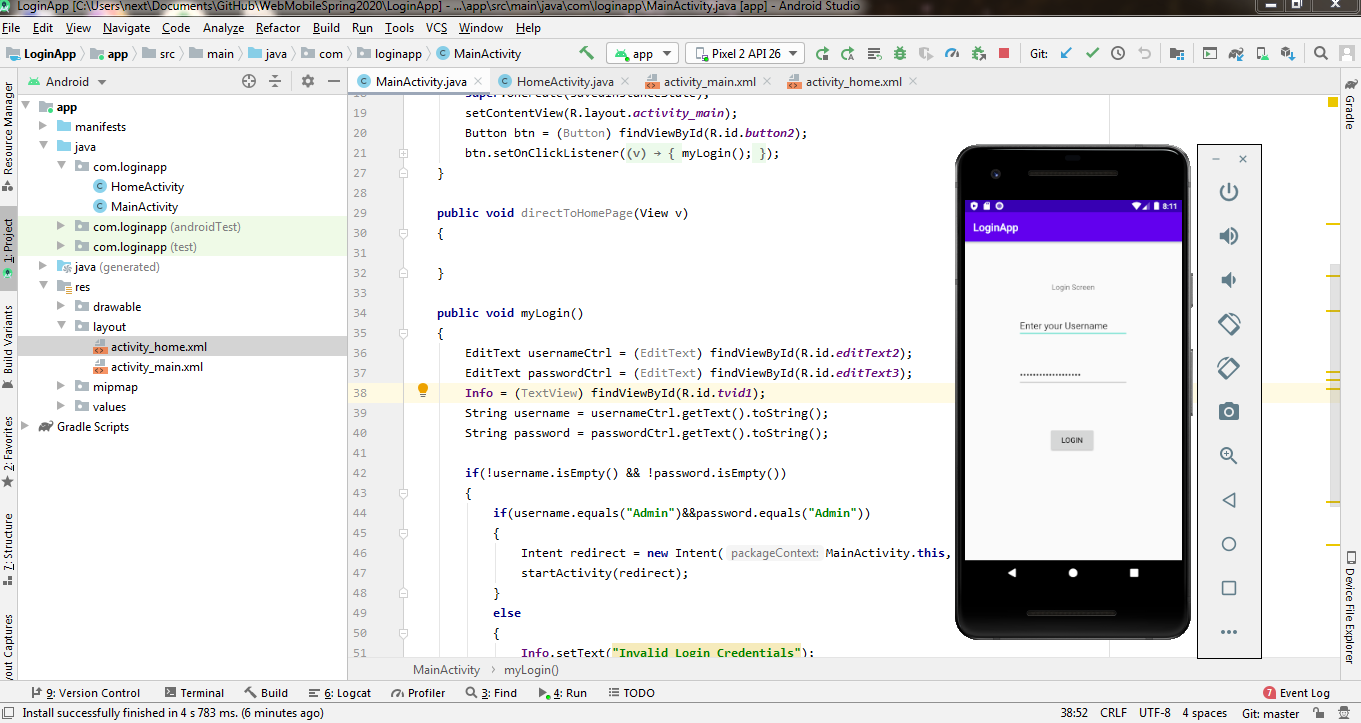 LoginApp [C:\Users\next\Documents\GitHub\WebMobileSpring2020\LoginApp] - ...\app\src\main\java\com\loginapp\MainActivity.java [app] - Android Studio
File Edit View Navigate Code Analyze Refactor Build Run Tools VCS Window Help
LoginApp app src main java com loginapp MainActivity app Pixel 2 API 26 Git:
Android
MainActivity.java HomeActivity.java activity_main.xml activity_home.xml
Resource Manager
1: Project
Build Variants
2: Favorites
7: Structure
app
manifests
java
com.loginapp
HomeActivity
MainActivity
com.loginapp (androidTest)
com.loginapp (test)
java (generated)
res
drawable
layout
activity_home.xml
activity_main.xml
mipmap
values
Gradle Scripts
19 setContentView(R.layout.activity_main);
20 Button btn = (Button) findViewById(R.id.button2);
21 btn.setOnClickListener((v) → { myLogin(); });
27 }
28
29 public void directToHomePage(View v)
30 {
31
32 }
33
34 public void myLogin()
35 {
36 EditText usernameCtrl = (EditText) findViewById(R.id.editText2);
37 EditText passwordCtrl = (EditText) findViewById(R.id.editText3);
38 Info = (TextView) findViewById(R.id.tvid1);
39 String username = usernameCtrl.getText().toString();
40 String password = passwordCtrl.getText().toString();
41
42 if(!username.isEmpty() && !password.isEmpty())
43 {
44 if(username.equals("Admin")&&password.equals("Admin"))
45 {
46 Intent redirect = new Intent( packageContext: MainActivity.this,
47 startActivity(redirect);
48 }
49 else
50 {
51 Info.setText("Invalid Login Credentials");
MainActivity myLogin()
8:11
LoginApp
Login Screen
Enter your Username
LOGIN
Gradle
Device File Explorer
9: Version Control Terminal Build 6: Logcat Profiler 3: Find 4: Run TODO 7 Event Log
Install successfully finished in 4 s 783 ms. (6 minutes ago) 38:52 CRLF UTF-8 4 spaces Git: master